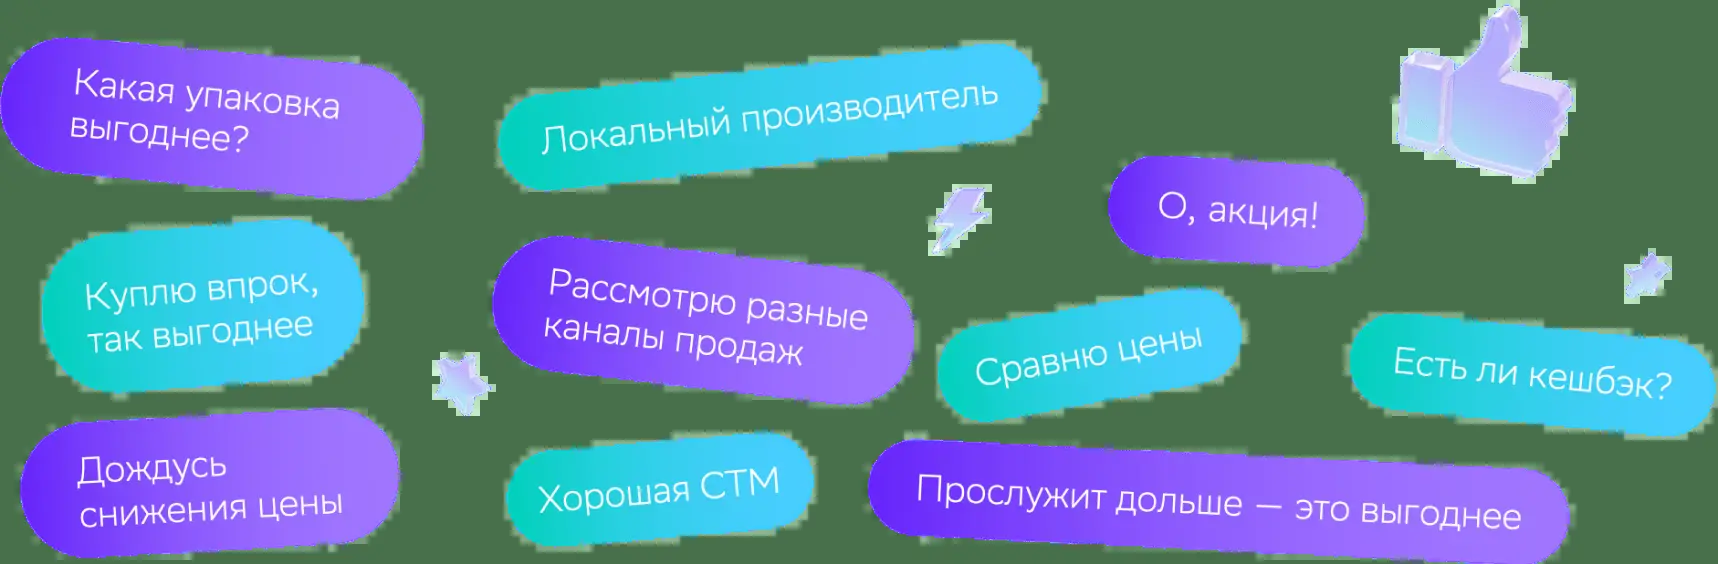 Какая упаковка
выгоднее?
Локальный производитель
О, акция!
Куплю впрок,
так выгоднее
Рассмотрю разные
каналы продаж
Сравню цены
Есть ли кешбэк?
Дождусь
снижения цены
Хорошая СТМ
Прослужит дольше — это выгоднее